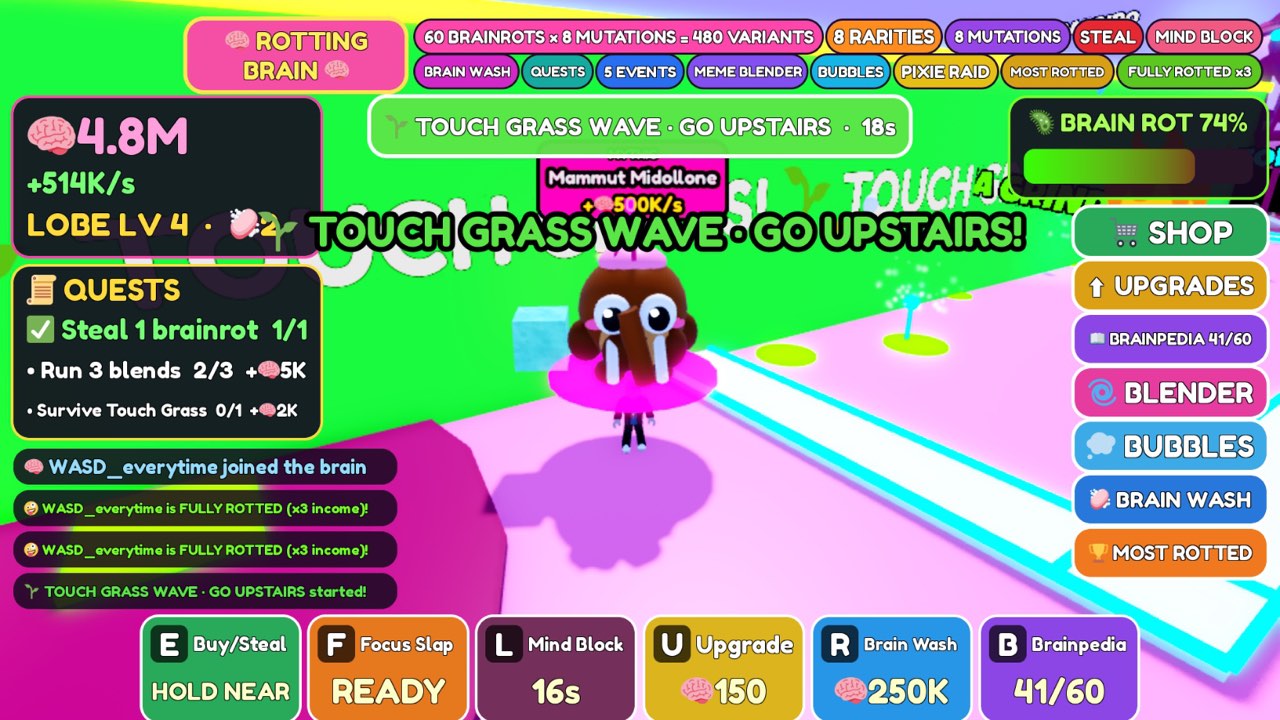 🧠 ROTTING
BRAIN 🧠
60 BRAINROTS × 8 MUTATIONS = 480 VARIANTS
8 RARITIES
8 MUTATIONS
STEAL
MIND BLOCK
BRAIN WASH
QUESTS
5 EVENTS
MEME BLENDER
BUBBLES
PIXIE RAID
MOST ROTTED
FULLY ROTTED x3
🧠4.8M
+514K/s
LOBE LV 4 · 🧼2
🌱 TOUCH GRASS WAVE · GO UPSTAIRS · 18s
🦠 BRAIN ROT 74%
Mammut Midollone
+🧠500K/s
TOUCH
🌱 TOUCH GRASS WAVE · GO UPSTAIRS!
📜 QUESTS
✅ Steal 1 brainrot 1/1
• Run 3 blends 2/3 +🧠5K
• Survive Touch Grass 0/1 +🧠2K
🛒 SHOP
⬆ UPGRADES
📖 BRAINPEDIA 41/60
🌀 BLENDER
💭 BUBBLES
🧼 BRAIN WASH
🏆 MOST ROTTED
🧠 WASD_everytime joined the brain
🤪 WASD_everytime is FULLY ROTTED (x3 income)!
🤪 WASD_everytime is FULLY ROTTED (x3 income)!
🌱 TOUCH GRASS WAVE · GO UPSTAIRS started!
E Buy/Steal
HOLD NEAR
F Focus Slap
READY
L Mind Block
16s
U Upgrade
🧠150
R Brain Wash
🧠250K
B Brainpedia
41/60